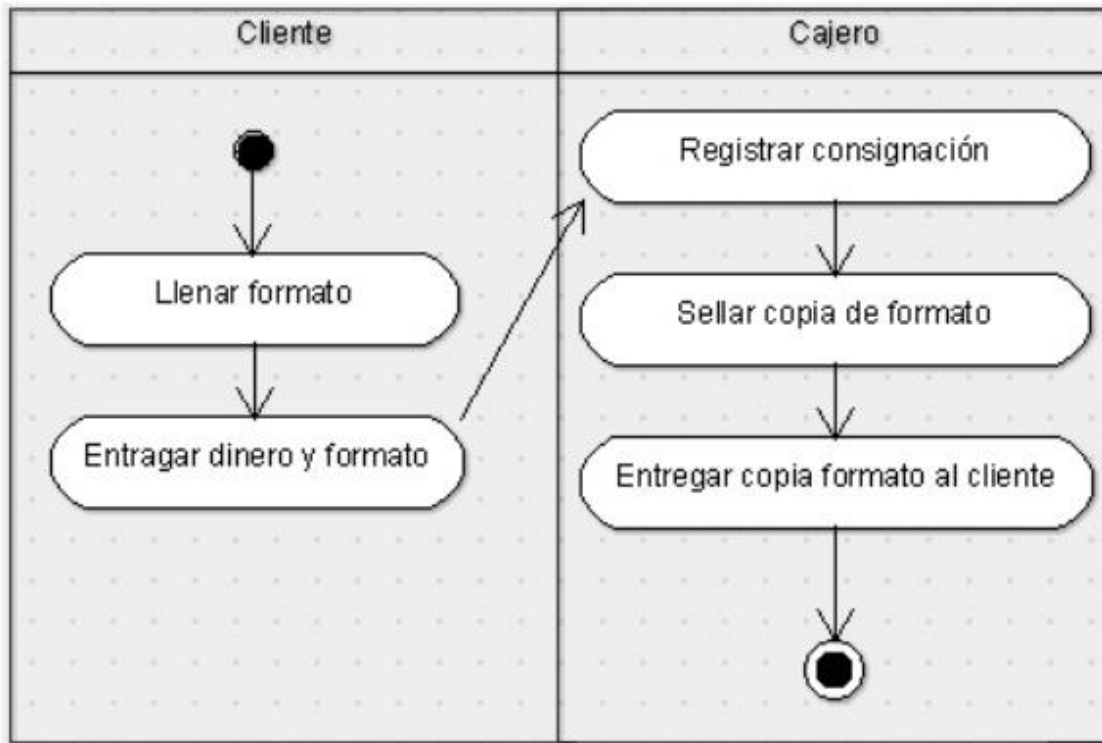 Cliente
Cajero
Llenar formato
Entragar dinero y formato
Registrar consignación
Sellar copia de formato
Entregar copia formato al cliente